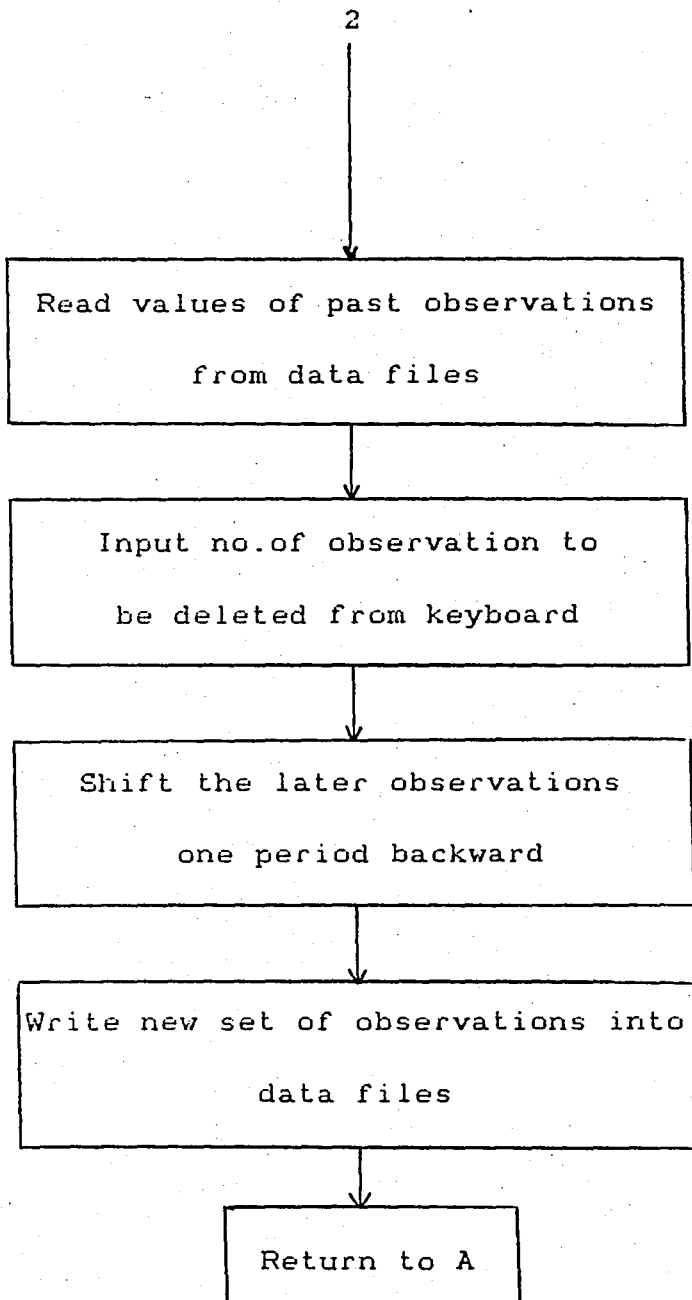 2
Read values of past observations
from data files
Input no.of observation to
be deleted from keyboard
Shift the later observations
one period backward
Write new set of observations into
data files
Return to A